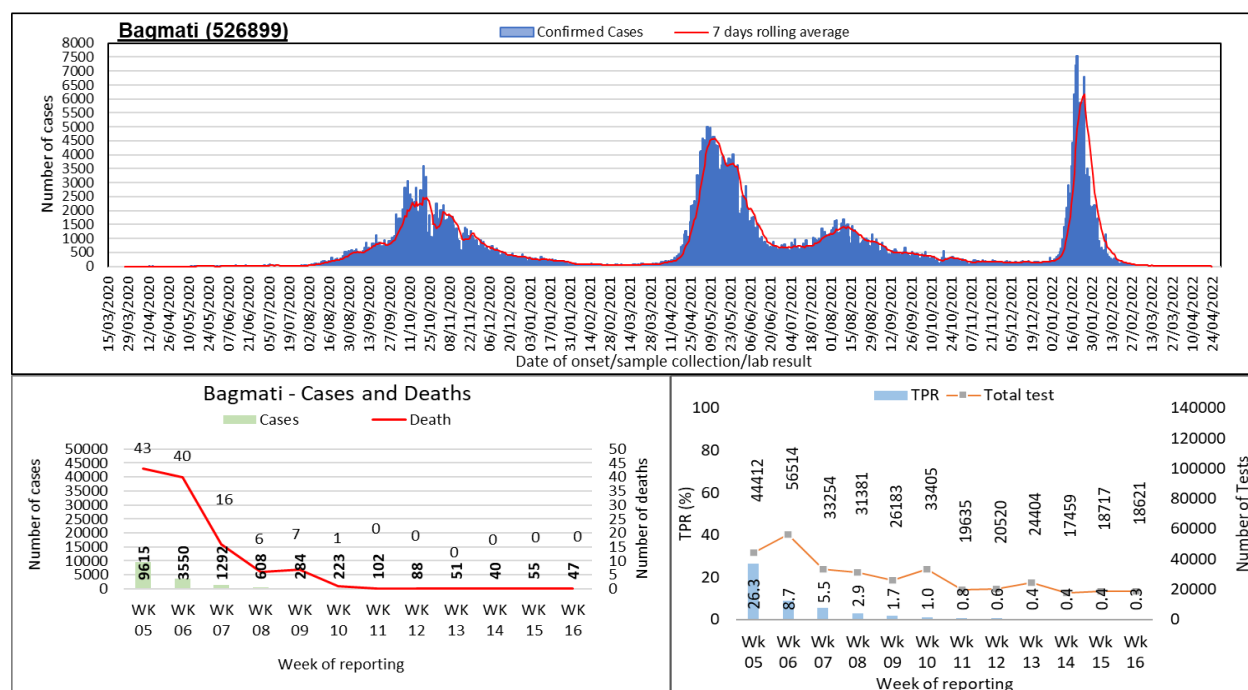 Bagmati (526899)
Confirmed Cases 7 days rolling average
Number of cases
8000
7500
7000
6500
6000
5500
5000
4500
4000
3500
3000
2500
2000
1500
1000
500
0
15/03/2020 29/03/2020 12/04/2020 26/04/2020 10/05/2020 24/05/2020 07/06/2020 21/06/2020 05/07/2020 19/07/2020 02/08/2020 16/08/2020 30/08/2020 13/09/2020 27/09/2020 11/10/2020 25/10/2020 08/11/2020 22/11/2020 06/12/2020 20/12/2020 03/01/2021 17/01/2021 31/01/2021 14/02/2021 28/02/2021 14/03/2021 28/03/2021 11/04/2021 25/04/2021 09/05/2021 23/05/2021 06/06/2021 20/06/2021 04/07/2021 18/07/2021 01/08/2021 15/08/2021 29/08/2021 12/09/2021 26/09/2021 10/10/2021 24/10/2021 07/11/2021 21/11/2021 05/12/2021 19/12/2021 02/01/2022 16/01/2022 30/01/2022 13/02/2022 27/02/2022 13/03/2022 27/03/2022 10/04/2022 24/04/2022
Date of onset/sample collection/lab result
Bagmati - Cases and Deaths
Cases Death
Number of cases
50000
45000
40000
35000
30000
25000
20000
15000
10000
5000
0
43 40 16 6 7 1 0 0 0 0 0 0
9615 3550 1292 608 284 223 102 88 51 40 55 47
50
45
40
35
30
25
20
15
10
5
0
Number of deaths
WK WK WK WK WK WK WK WK WK WK WK WK
05 06 07 08 09 10 11 12 13 14 15 16
Week of reporting
TPR Total test
TPR (%)
100
80
60
40
20
0
44412 56514 33254 31381 26183 33405 19635 20520 24404 17459 18717 18621
26.3 8.7 5.5 2.9 1.7 1.0 0.8 0.6 0.4 0.4 0.4 0.3
140000
120000
100000
80000
60000
40000
20000
0
Number of Tests
Wk Wk Wk Wk Wk Wk Wk Wk Wk Wk Wk Wk
05 06 07 08 09 10 11 12 13 14 15 16
Week of reporting